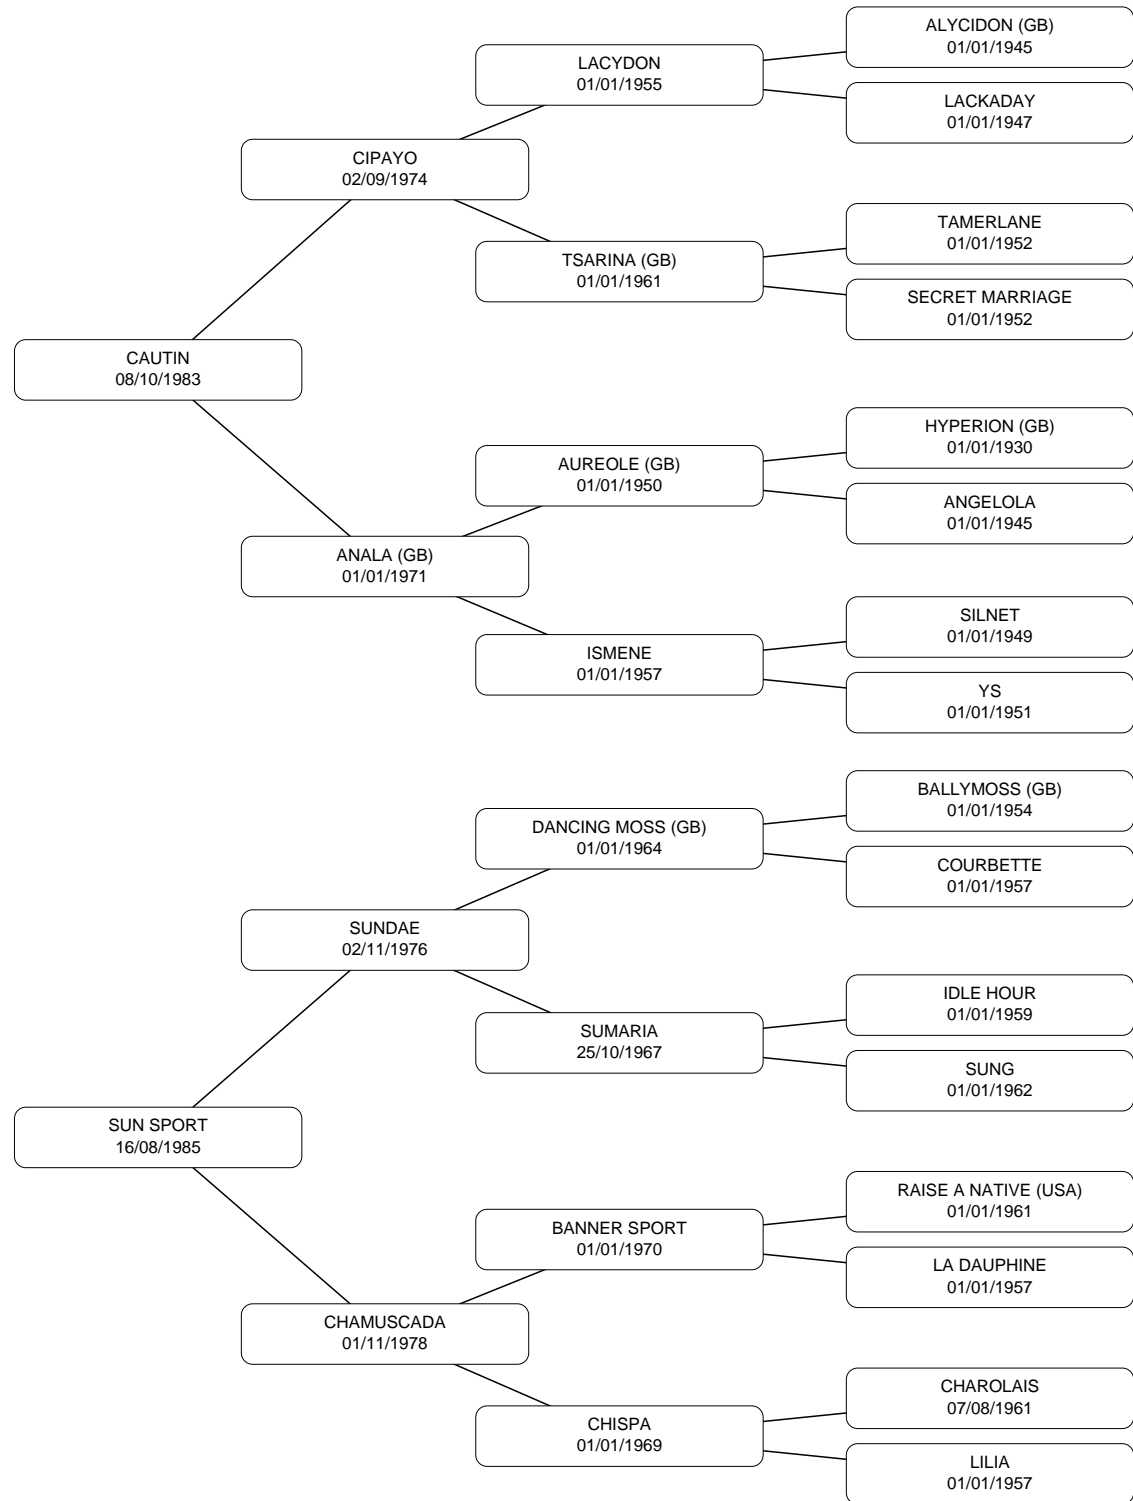 ALYCIDON (GB)
01/01/1945
LACYDON
01/01/1955
LACKADAY
01/01/1947
CIPAYO
02/09/1974
TAMERLANE
01/01/1952
TSARINA (GB)
01/01/1961
SECRET MARRIAGE
01/01/1952
CAUTIN
08/10/1983
HYPERION (GB)
01/01/1930
AUREOLE (GB)
01/01/1950
ANGELOLA
01/01/1945
ANALA (GB)
01/01/1971
SILNET
01/01/1949
ISMENE
01/01/1957
YS
01/01/1951
BALLYMOSS (GB)
01/01/1954
DANCING MOSS (GB)
01/01/1964
COURBETTE
01/01/1957
SUNDAE
02/11/1976
IDLE HOUR
01/01/1959
SUMARIA
25/10/1967
SUNG
01/01/1962
SUN SPORT
16/08/1985
RAISE A NATIVE (USA)
01/01/1961
BANNER SPORT
01/01/1970
LA DAUPHINE
01/01/1957
CHAMUSCADA
01/11/1978
CHAROLAIS
07/08/1961
CHISPA
01/01/1969
LILIA
01/01/1957